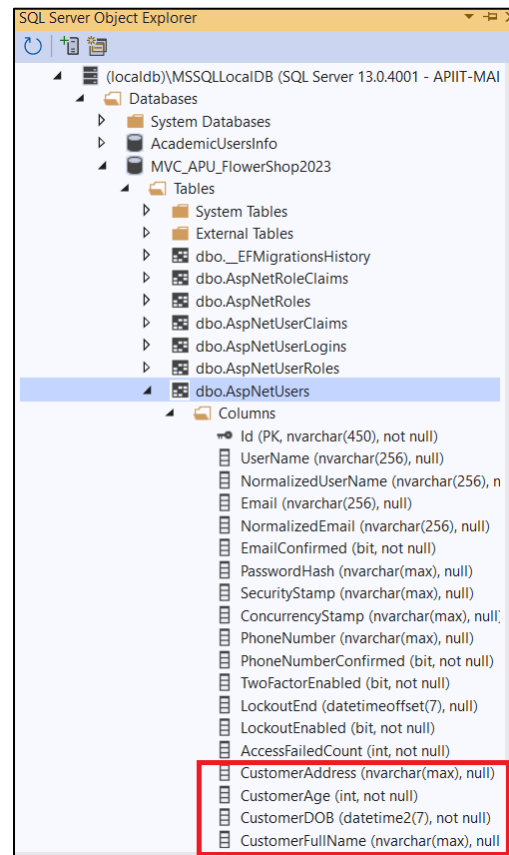 SQL Server Object Explorer
(localdb)\MSSQLLocalDB (SQL Server 13.0.4001 - APIIT-MAI
Databases
System Databases
AcademicUsersInfo
MVC_APU_FlowerShop2023
Tables
System Tables
External Tables
dbo.__EFMigrationsHistory
dbo.AspNetRoleClaims
dbo.AspNetRoles
dbo.AspNetUserClaims
dbo.AspNetUserLogins
dbo.AspNetUserRoles
dbo.AspNetUsers
Columns
Id (PK, nvarchar(450), not null)
UserName (nvarchar(256), null)
NormalizedUserName (nvarchar(256), n
Email (nvarchar(256), null)
NormalizedEmail (nvarchar(256), null)
EmailConfirmed (bit, not null)
PasswordHash (nvarchar(max), null)
SecurityStamp (nvarchar(max), null)
ConcurrencyStamp (nvarchar(max), null)
PhoneNumber (nvarchar(max), null)
PhoneNumberConfirmed (bit, not null)
TwoFactorEnabled (bit, not null)
LockoutEnd (datetimeoffset(7), null)
LockoutEnabled (bit, not null)
AccessFailedCount (int, not null)
CustomerAddress (nvarchar(max), null)
CustomerAge (int, not null)
CustomerDOB (datetime2(7), not null)
CustomerFullName (nvarchar(max), null